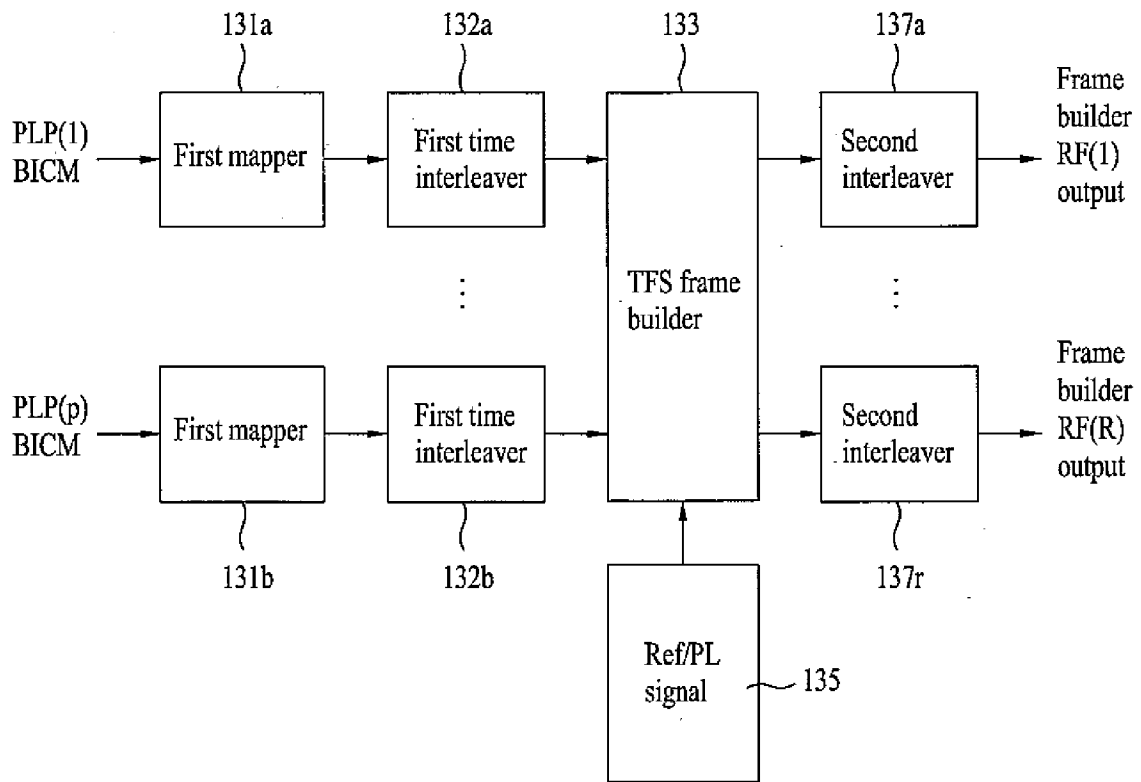 131a
132a
133
137a
PLP(1)
BICM
First mapper
First time
interleaver
Second
interleaver
Frame
builder
RF(1)
output
TFS frame
builder
PLP(p)
BICM
First mapper
First time
interleaver
Second
interleaver
Frame
builder
RF(R)
output
131b
132b
137r
Ref/PL
signal
135